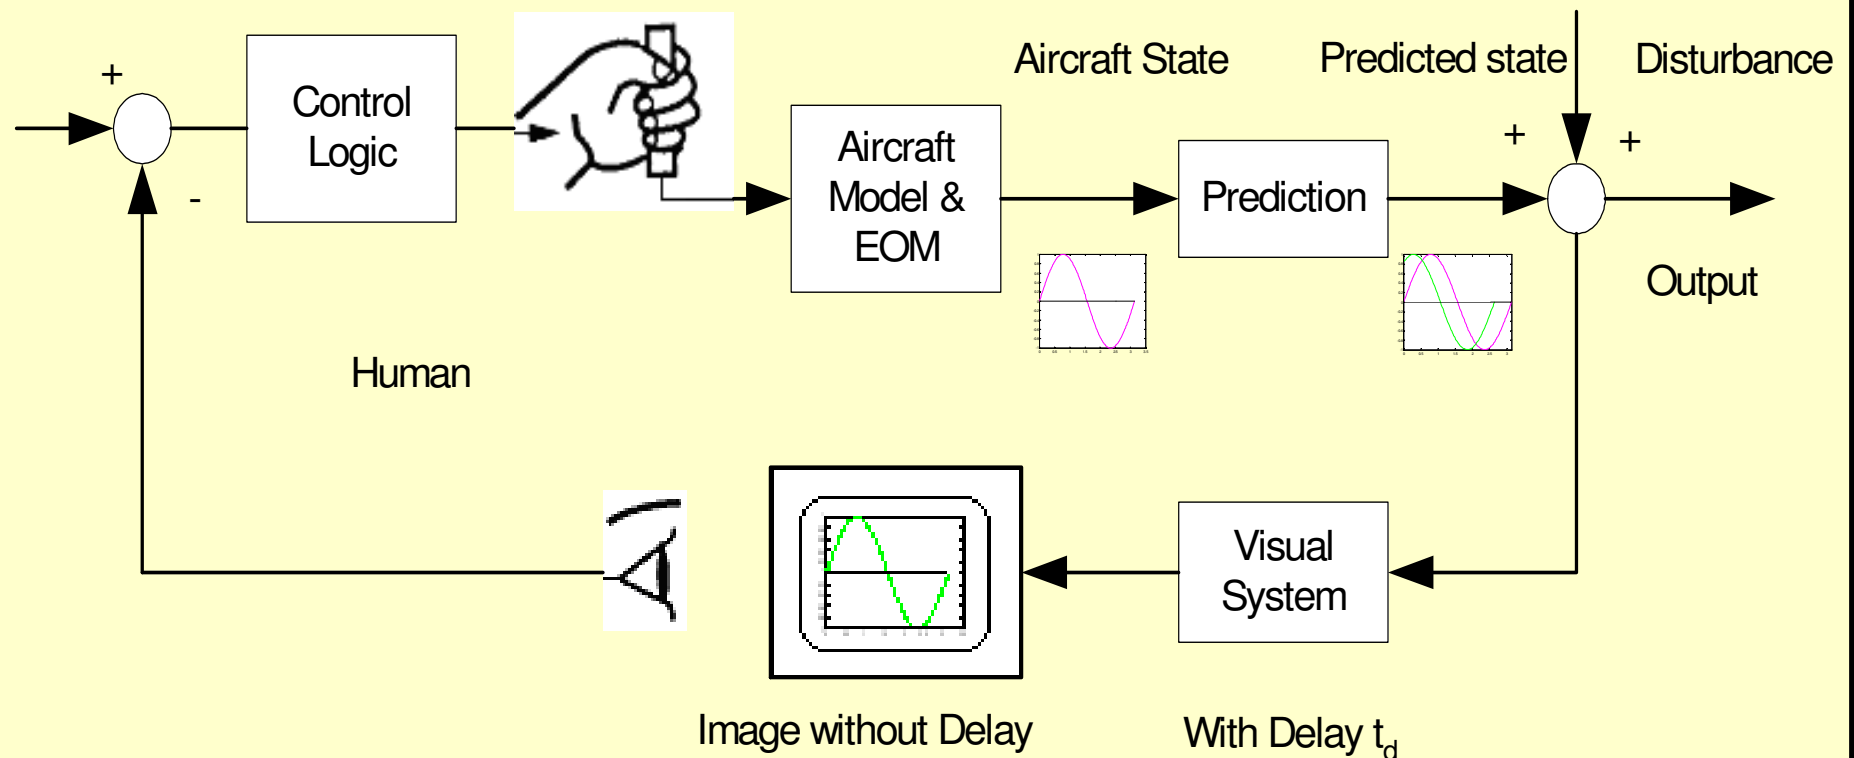 Aircraft State
Predicted state
Disturbance
+
Control
Logic
Aircraft
Model &
EOM
+
+
Prediction
-
Output
Human
Visual
System
Image without Delay
With Delay td